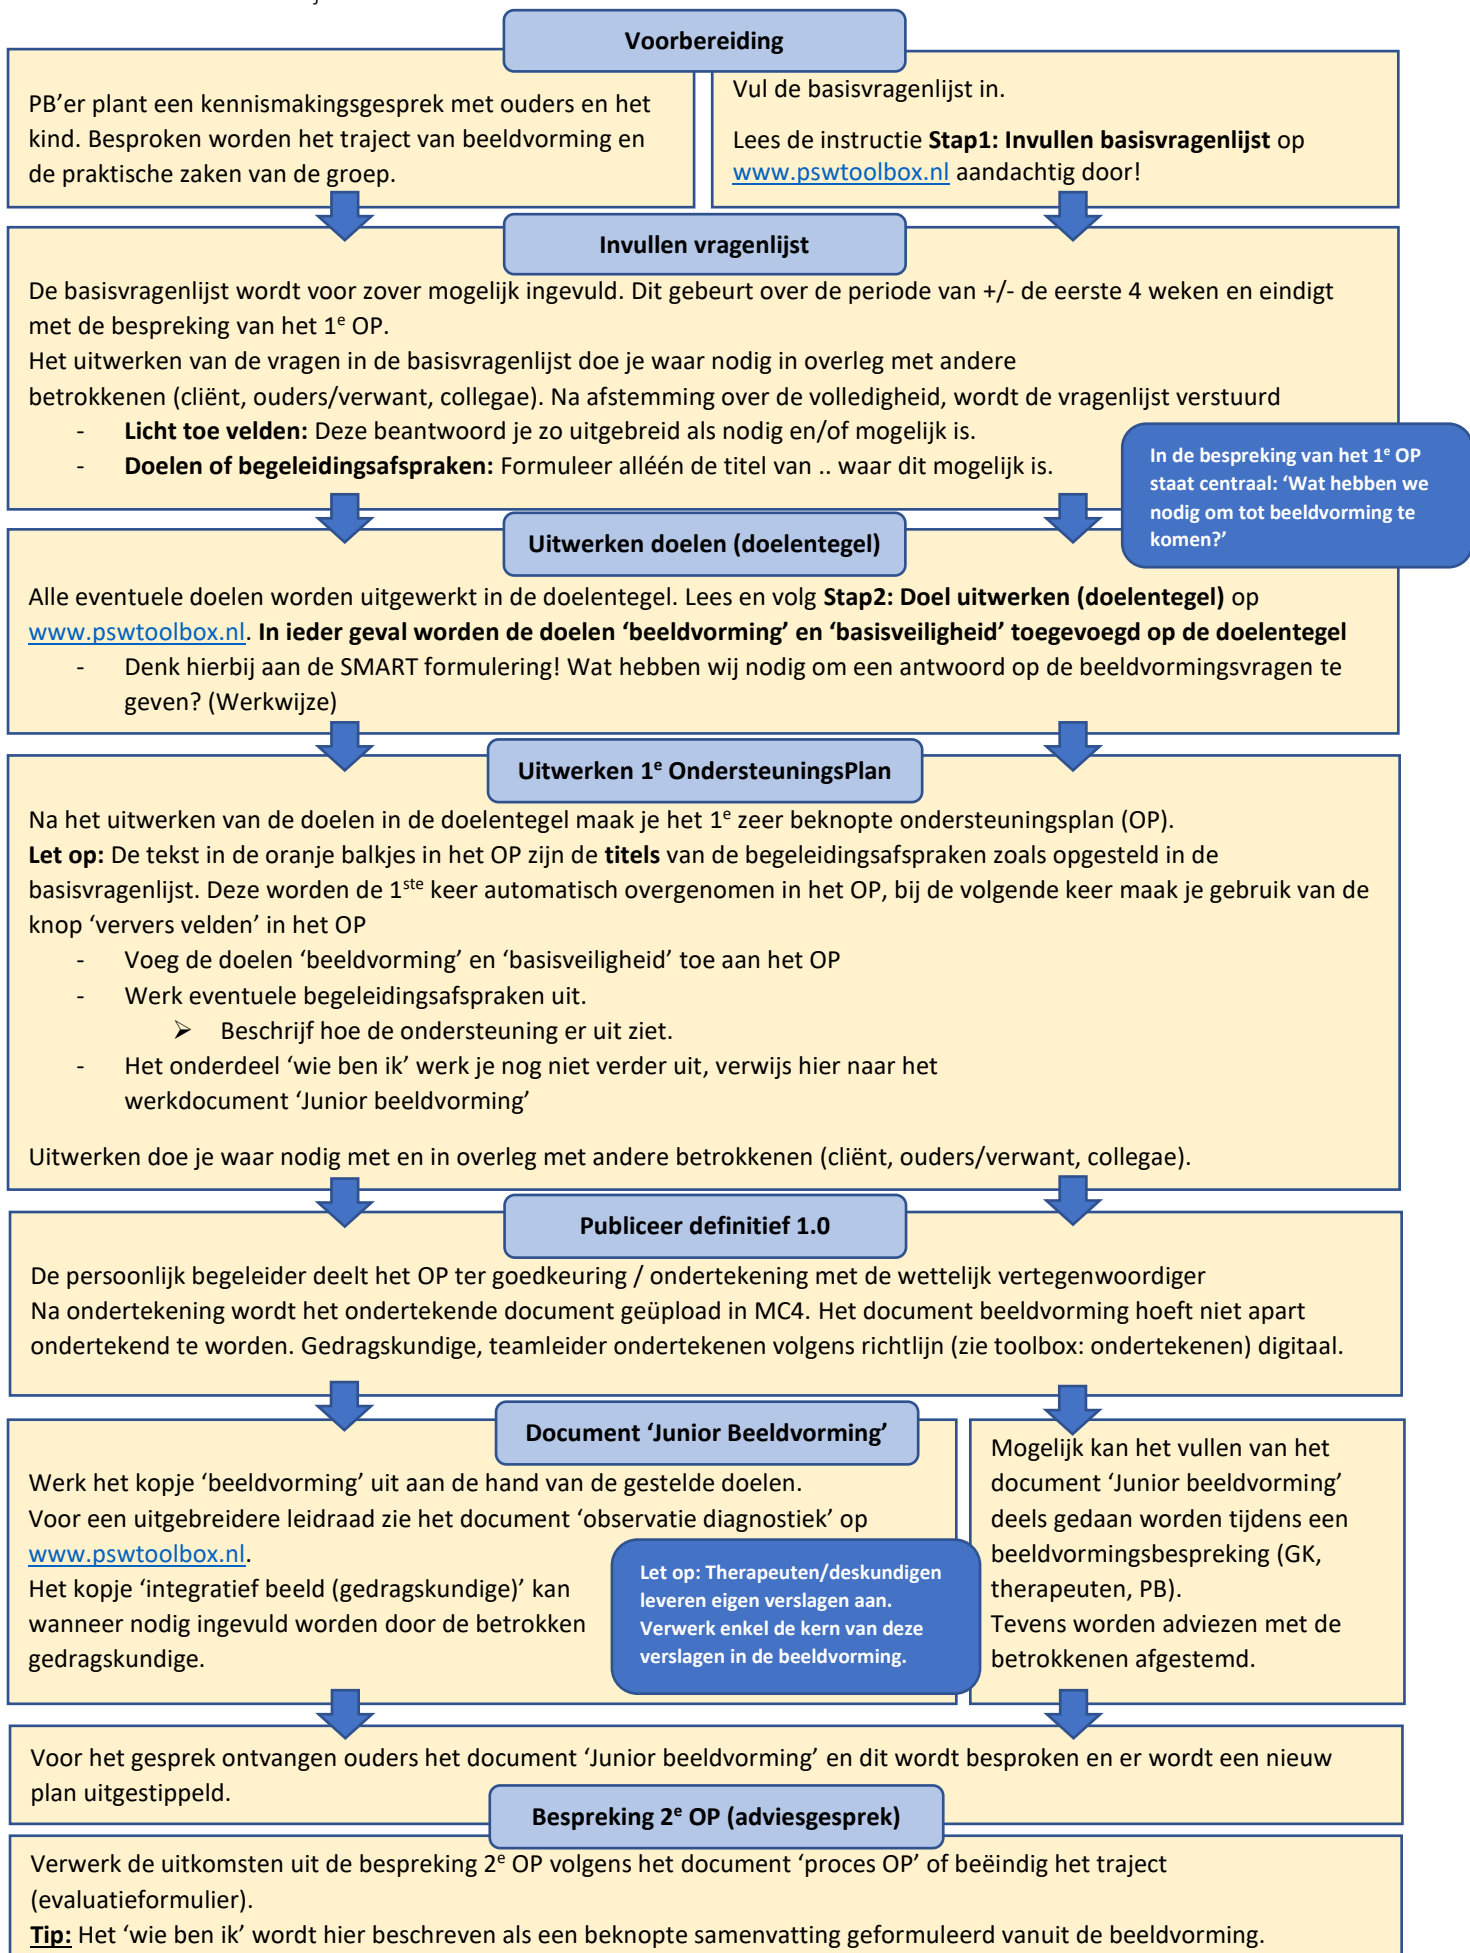 Voorbereiding
PB’er plant een kennismakingsgesprek met ouders en het
kind. Besproken worden het traject van beeldvorming en
de praktische zaken van de groep.
Vul de basisvragenlijst in.
Lees de instructie Stap1: Invullen basisvragenlijst op
www.pswtoolbox.nl aandachtig door!
Invullen vragenlijst
De basisvragenlijst wordt voor zover mogelijk ingevuld. Dit gebeurt over de periode van +/- de eerste 4 weken en eindigt
met de bespreking van het 1e OP.
Het uitwerken van de vragen in de basisvragenlijst doe je waar nodig in overleg met andere
betrokkenen (cliënt, ouders/verwant, collegae). Na afstemming over de volledigheid, wordt de vragenlijst verstuurd
- Licht toe velden: Deze beantwoord je zo uitgebreid als nodig en/of mogelijk is.
- Doelen of begeleidingsafspraken: Formuleer alléén de titel van .. waar dit mogelijk is.
In de bespreking van het 1e OP
staat centraal: ‘Wat hebben we
nodig om tot beeldvorming te
komen?’
Uitwerken doelen (doelentegel)
Alle eventuele doelen worden uitgewerkt in de doelentegel. Lees en volg Stap2: Doel uitwerken (doelentegel) op
www.pswtoolbox.nl. In ieder geval worden de doelen ‘beeldvorming’ en ‘basisveiligheid’ toegevoegd op de doelentegel
- Denk hierbij aan de SMART formulering! Wat hebben wij nodig om een antwoord op de beeldvormingsvragen te
geven? (Werkwijze)
Uitwerken 1e OndersteuningsPlan
Na het uitwerken van de doelen in de doelentegel maak je het 1e zeer beknopte ondersteuningsplan (OP).
Let op: De tekst in de oranje balkjes in het OP zijn de titels van de begeleidingsafspraken zoals opgesteld in de
basisvragenlijst. Deze worden de 1ste keer automatisch overgenomen in het OP, bij de volgende keer maak je gebruik van de
knop ‘ververs velden’ in het OP
- Voeg de doelen ‘beeldvorming’ en ‘basisveiligheid’ toe aan het OP
- Werk eventuele begeleidingsafspraken uit.
➢ Beschrijf hoe de ondersteuning er uit ziet.
- Het onderdeel ‘wie ben ik’ werk je nog niet verder uit, verwijs hier naar het
werkdocument ‘Junior beeldvorming’
Uitwerken doe je waar nodig met en in overleg met andere betrokkenen (cliënt, ouders/verwant, collegae).
Publiceer definitief 1.0
De persoonlijk begeleider deelt het OP ter goedkeuring / ondertekening met de wettelijk vertegenwoordiger
Na ondertekening wordt het ondertekende document geüpload in MC4. Het document beeldvorming hoeft niet apart
ondertekend te worden. Gedragskundige, teamleider ondertekenen volgens richtlijn (zie toolbox: ondertekenen) digitaal.
Document ‘Junior Beeldvorming’
Werk het kopje ‘beeldvorming’ uit aan de hand van de gestelde doelen.
Voor een uitgebreidere leidraad zie het document ‘observatie diagnostiek’ op
www.pswtoolbox.nl.
Het kopje ‘integratief beeld (gedragskundige)’ kan
wanneer nodig ingevuld worden door de betrokken
gedragskundige.
Let op: Therapeuten/deskundigen
leveren eigen verslagen aan.
Verwerk enkel de kern van deze
verslagen in de beeldvorming.
Mogelijk kan het vullen van het
document ‘Junior beeldvorming’
deels gedaan worden tijdens een
beeldvormingsbespreking (GK,
therapeuten, PB).
Tevens worden adviezen met de
betrokkenen afgestemd.
Voor het gesprek ontvangen ouders het document ‘Junior beeldvorming’ en dit wordt besproken en er wordt een nieuw
plan uitgestippeld.
Bespreking 2e OP (adviesgesprek)
Verwerk de uitkomsten uit de bespreking 2e OP volgens het document ‘proces OP’ of beëindig het traject
(evaluatieformulier).
Tip: Het ‘wie ben ik’ wordt hier beschreven als een beknopte samenvatting geformuleerd vanuit de beeldvorming.